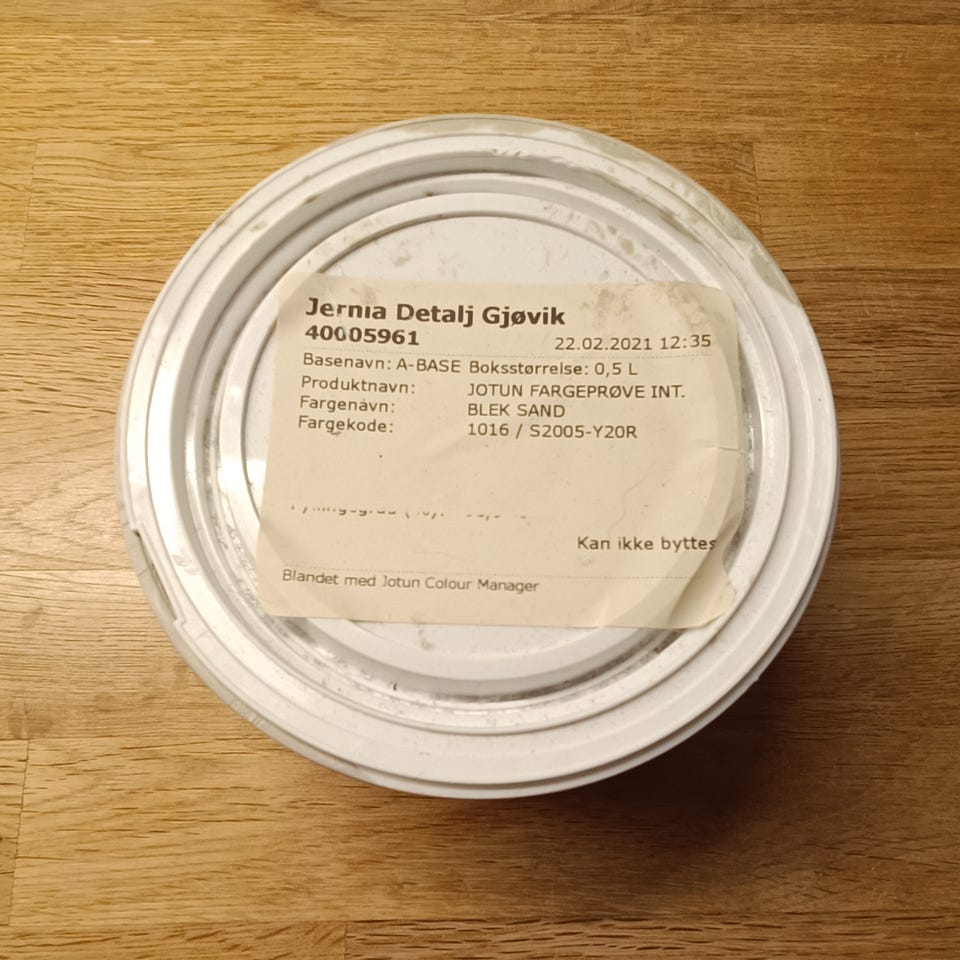 Jernia Detalj Gjøvik
40005961 22.02.2021 12:35
Basenavn: A-BASE Boksstørrelse: 0,5 L
Produktnavn: JOTUN FARGEPRØVE INT.
Fargenavn: BLEK SAND
Fargekode: 1016 / S2005-Y20R
Kan ikke byttes
Blandet med Jotun Colour Manager